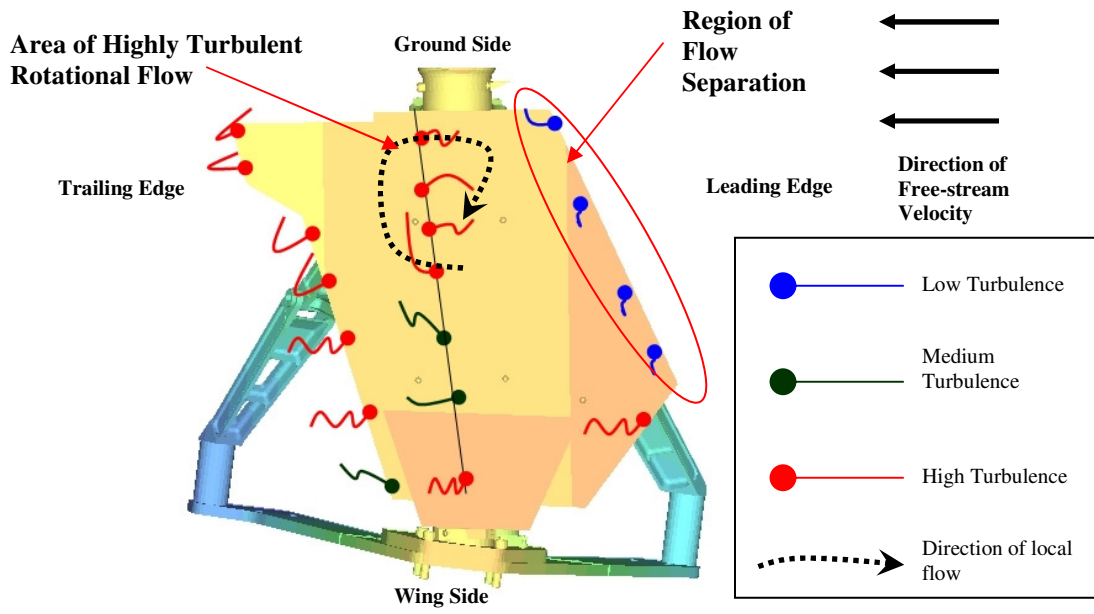 Area of Highly Turbulent
Rotational Flow
Ground Side
Region of
Flow
Separation
Trailing Edge
Leading Edge
Direction of
Free-stream
Velocity
Low Turbulence
Medium
Turbulence
High Turbulence
Direction of local
flow
Wing Side